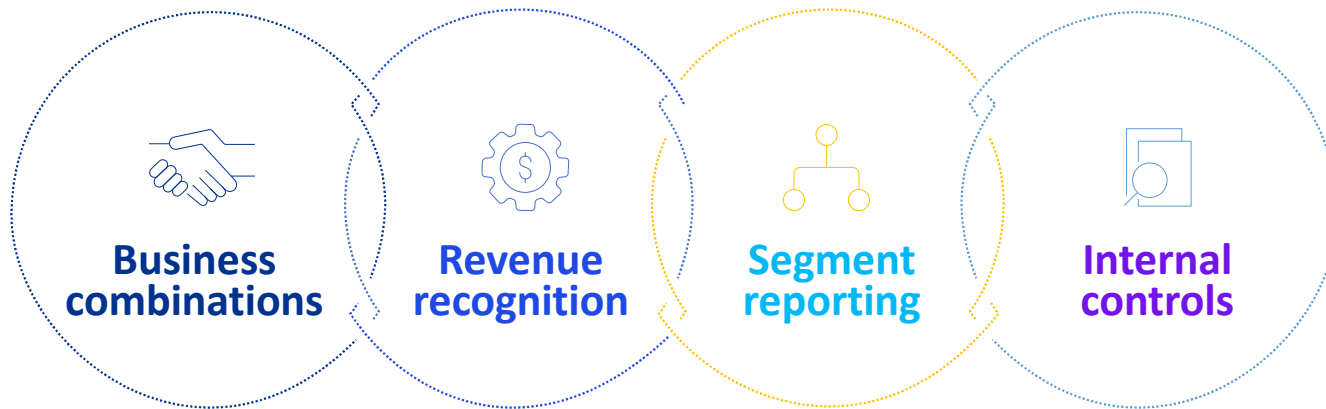 $
Business
combinations
Revenue
recognition
Segment
reporting
Internal
controls